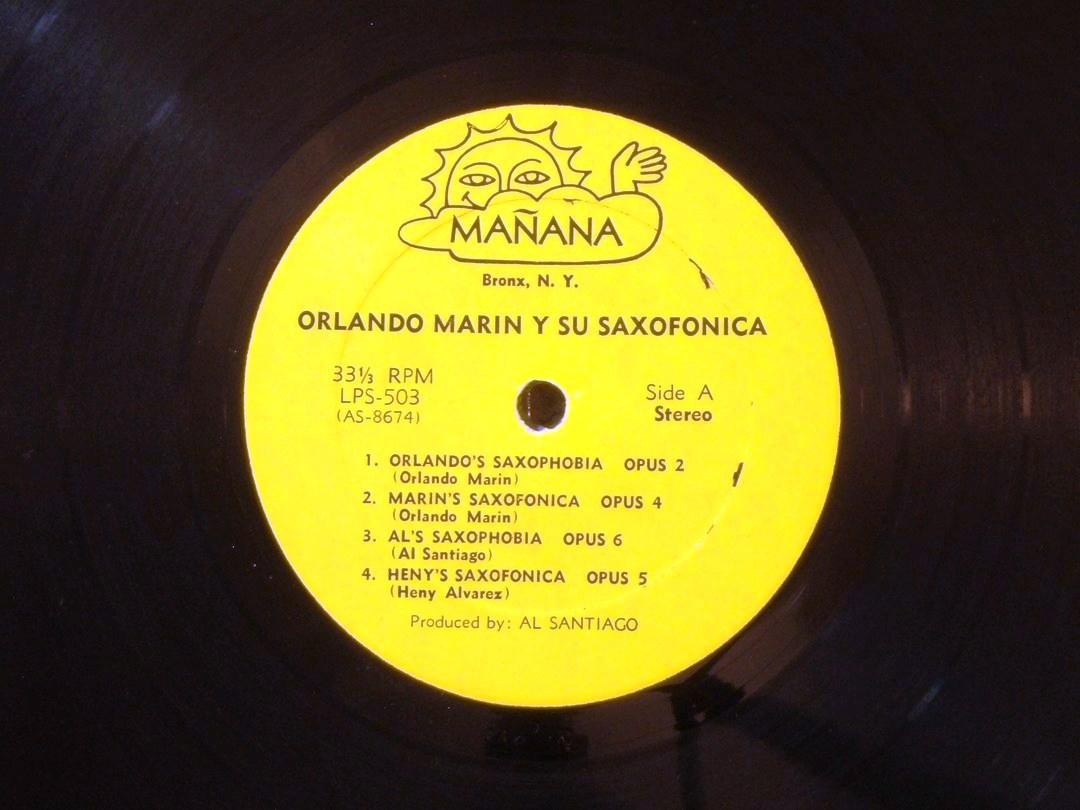 MAÑANA
Bronx, N. Y.
ORLANDO MARIN Y SU SAXOFONICA
33⅓ RPM
LPS-503
(AS-8674)
Side A
Stereo
1. ORLANDO'S SAXOPHOBIA OPUS 2
(Orlando Marin)
2. MARIN'S SAXOFONICA OPUS 4
(Orlando Marin)
3. AL'S SAXOPHOBIA OPUS 6
(Al Santiago)
4. HENY'S SAXOFONICA OPUS 5
(Heny Alvarez)
Produced by: AL SANTIAGO